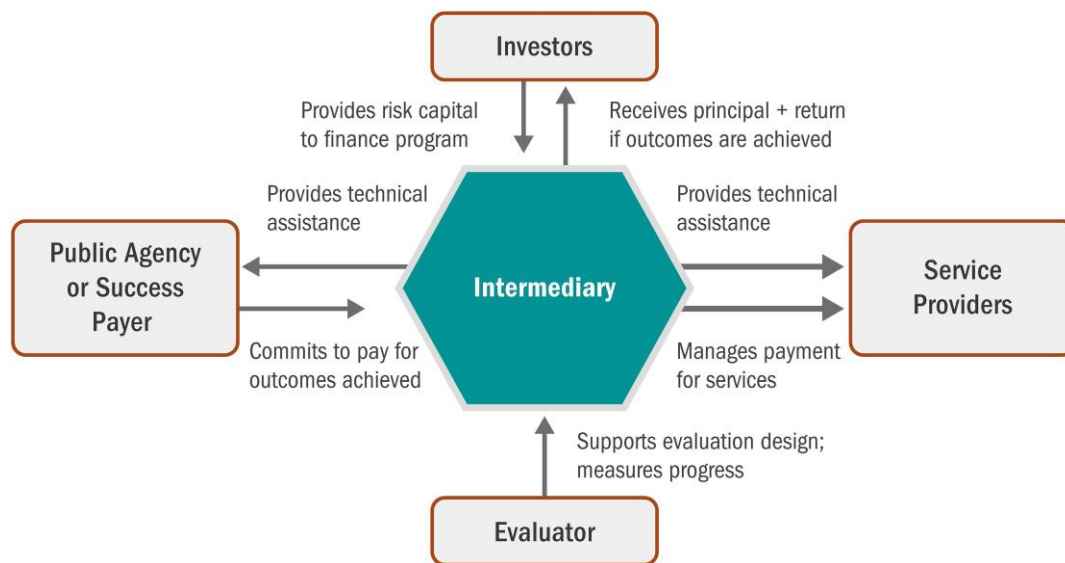 Investors
Provides risk capital
to finance program
Receives principal + return
if outcomes are achieved
Provides technical
assistance
Provides technical
assistance
Public Agency
or Success
Payer
Intermediary
Service
Providers
Commits to pay for
outcomes achieved
Manages payment
for services
Supports evaluation design;
measures progress
Evaluator